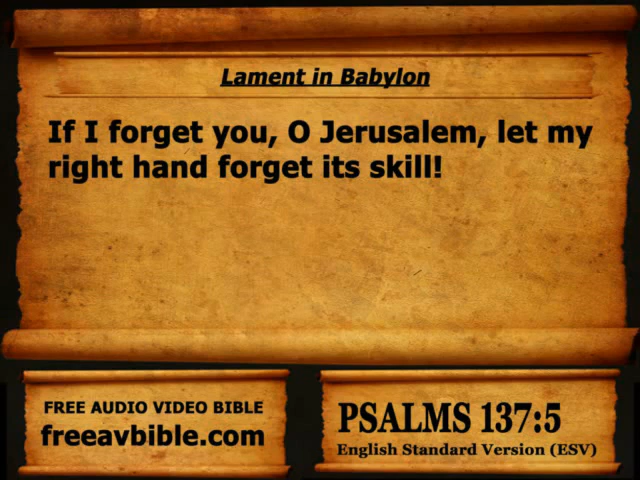 Lament in Babylon
If I forget you, O Jerusalem, let my
right hand forget its skill!
FREE AUDIO VIDEO BIBLE
freeavbible.com
PSALMS 137:5
English Standard Version (ESV)